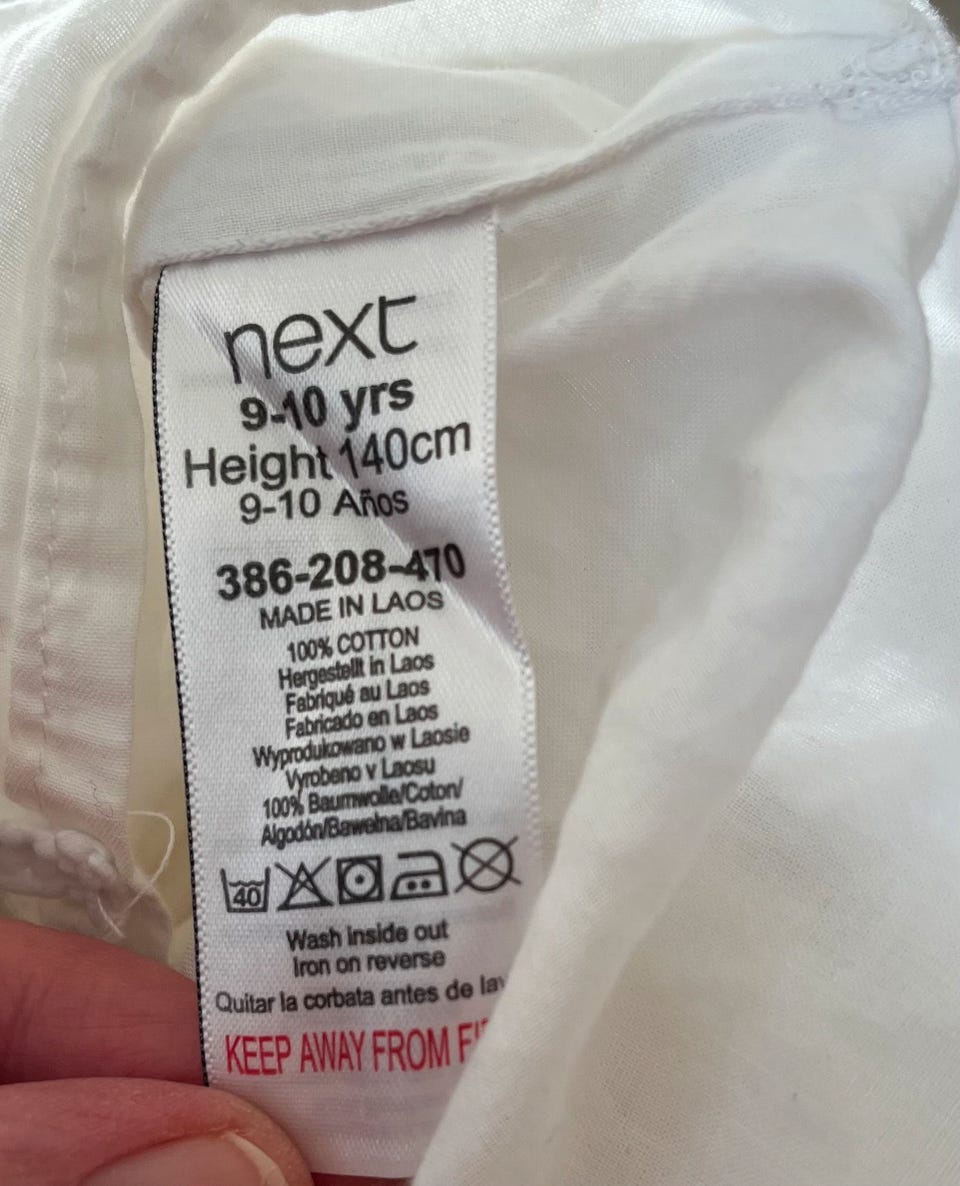 next
9-10 yrs
Height 140cm
9-10 Años
386-208-470
MADE IN LAOS
100% COTTON
Hergestellt in Laos
Fabriqué au Laos
Fabricado en Laos
Wyprodukowano w Laosie
Vyrobeno v Laosu
100% Baumwolle/Coton/
Algodón/Bawełna/Bavlna
40
Wash inside out
Iron on reverse
Quitar la corbata antes de
KEEP AWAY FROM